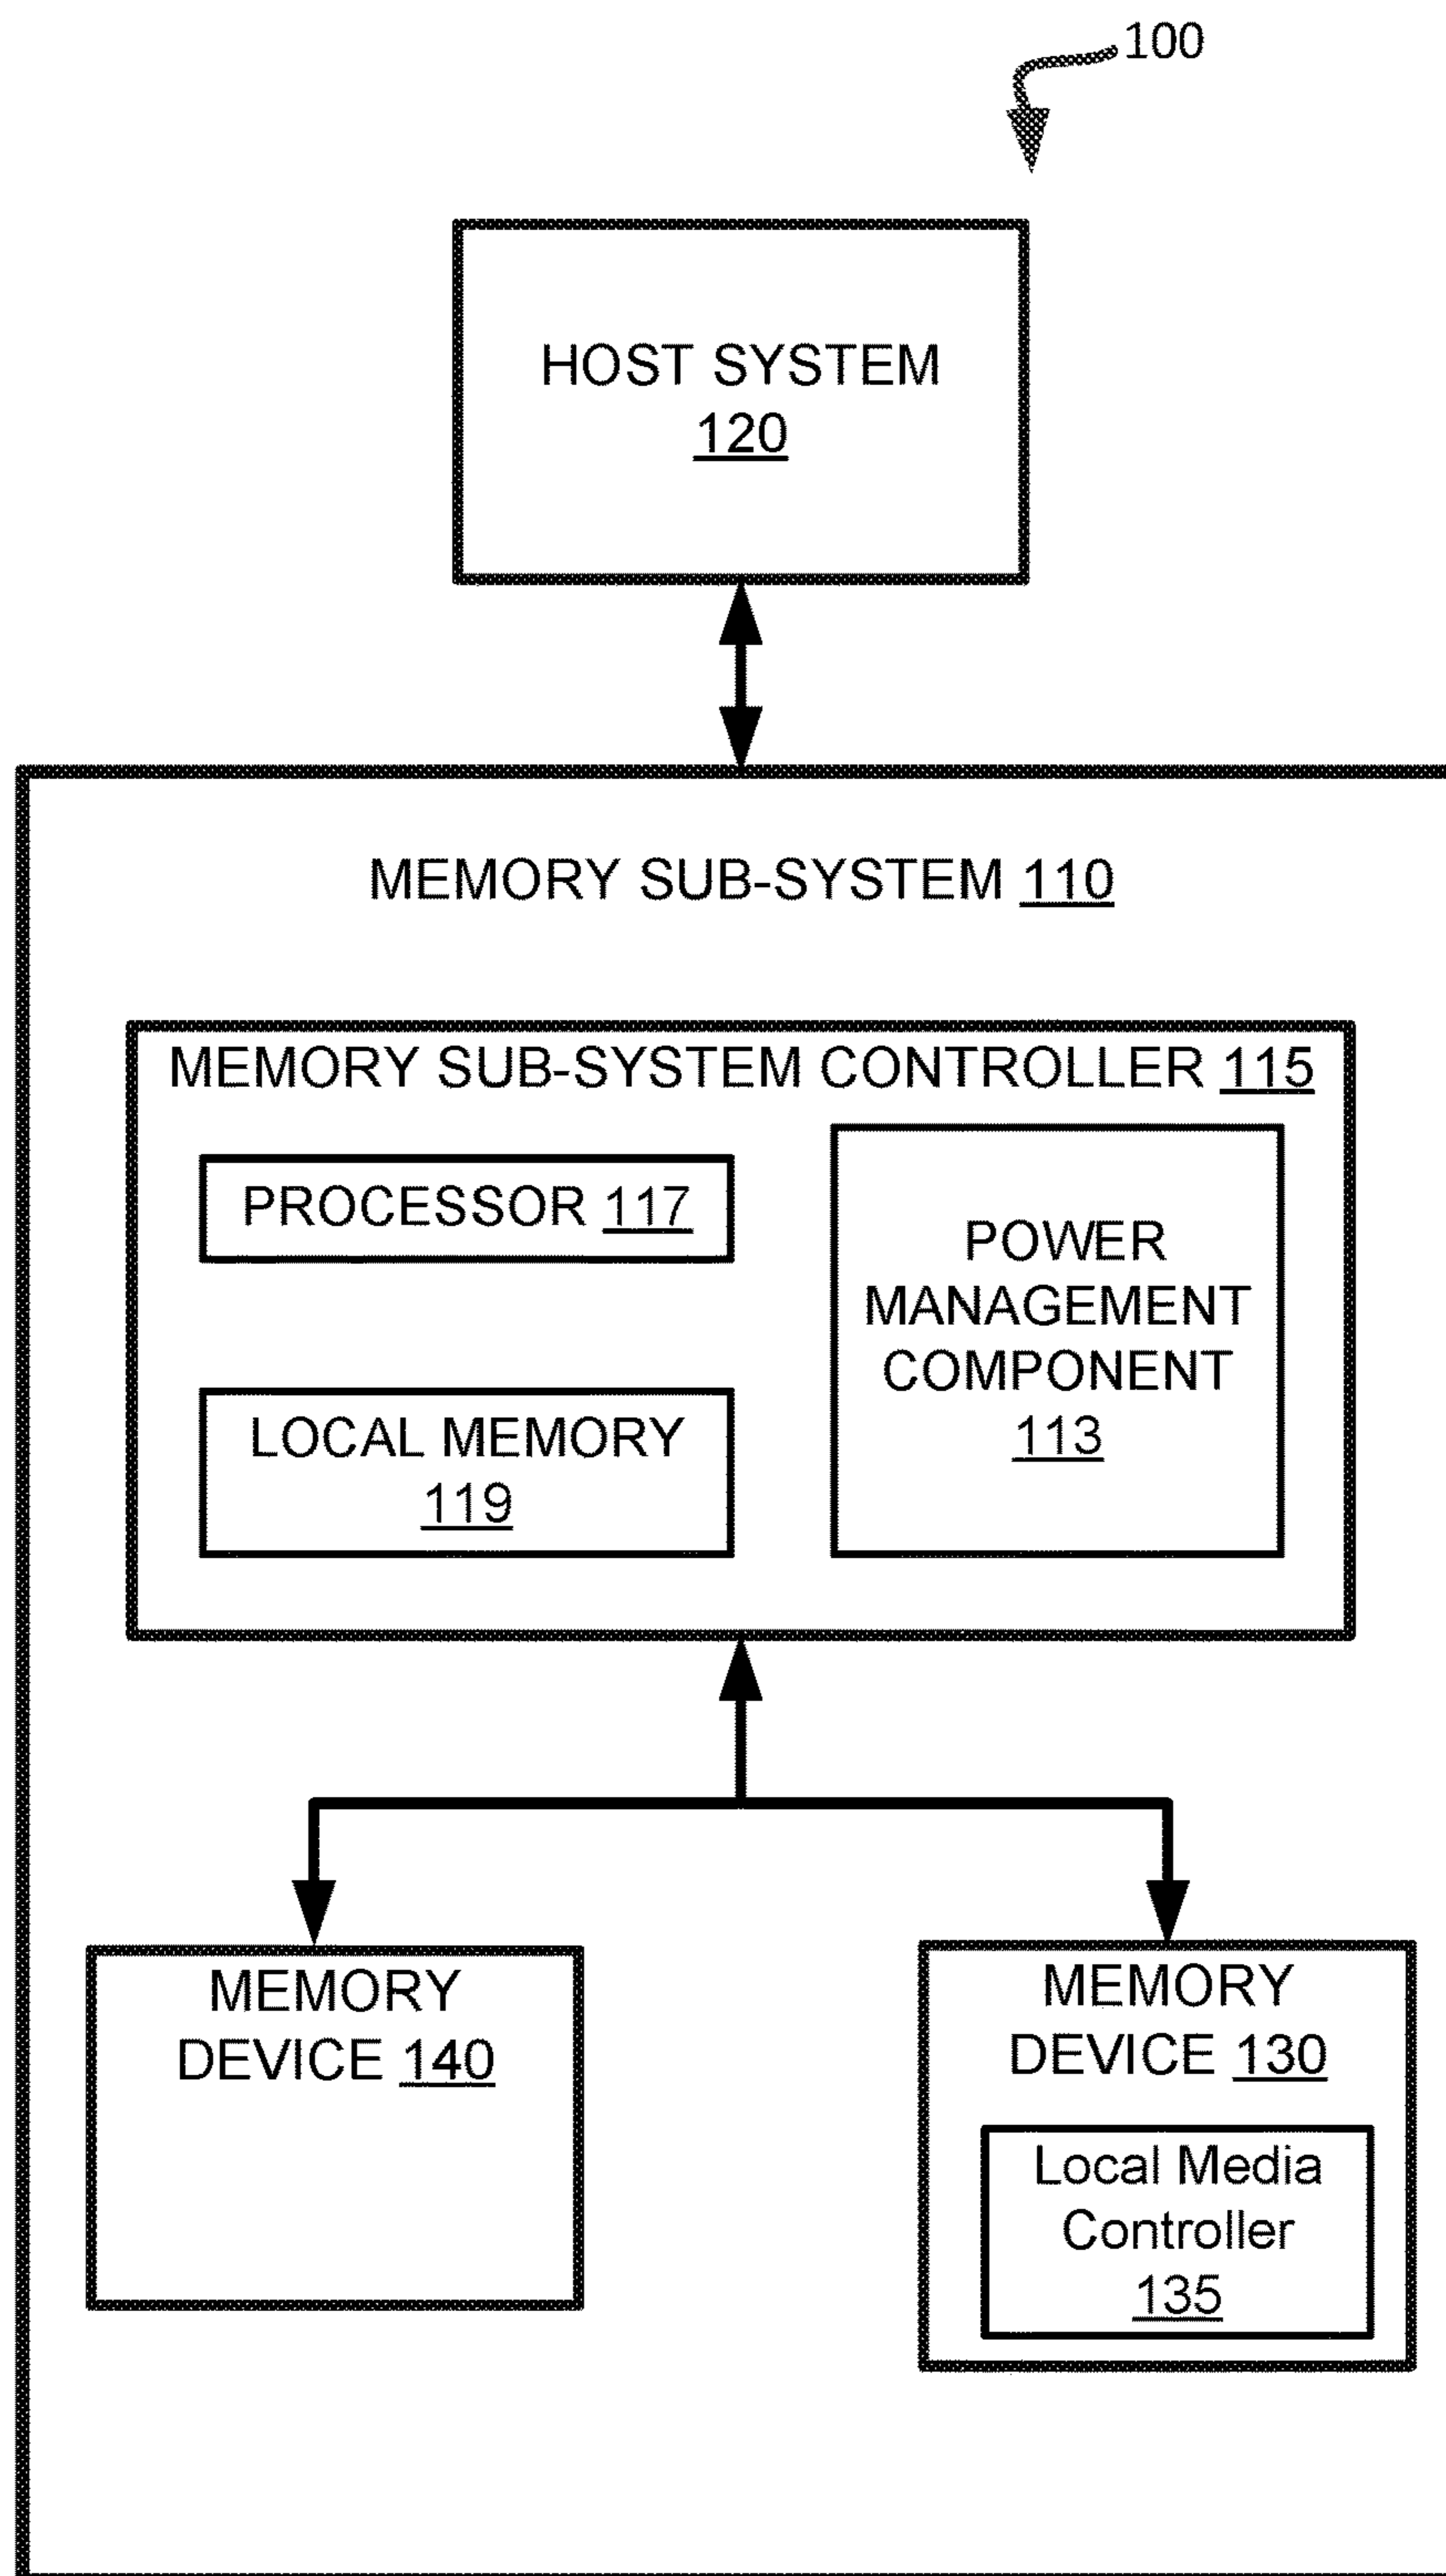 100
HOST SYSTEM
120
MEMORY SUB-SYSTEM 110
MEMORY SUB-SYSTEM CONTROLLER 115
PROCESSOR 117
LOCAL MEMORY
119
POWER
MANAGEMENT
COMPONENT
113
MEMORY
DEVICE 140
MEMORY
DEVICE 130
Local Media
Controller
135